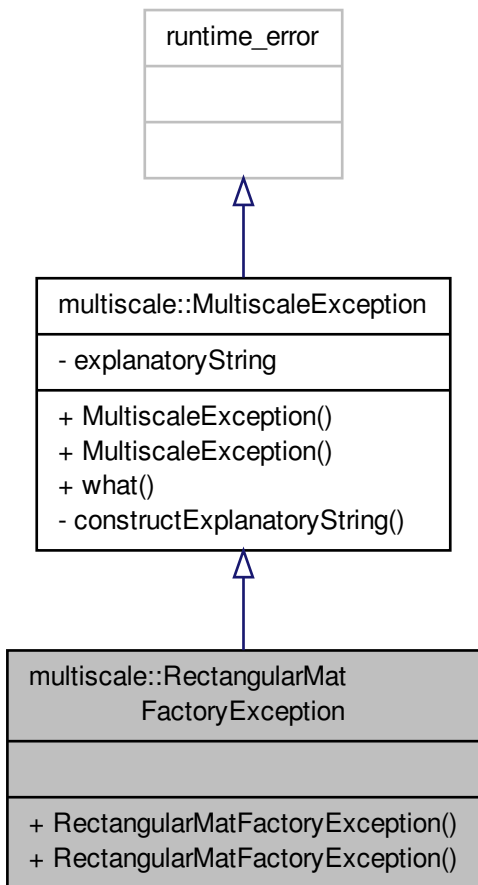 runtime_error
multiscale::MultiscaleException
- explanatoryString
+ MultiscaleException()
+ MultiscaleException()
+ what()
- constructExplanatoryString()
multiscale::RectangularMat
FactoryException
+ RectangularMatFactoryException()
+ RectangularMatFactoryException()